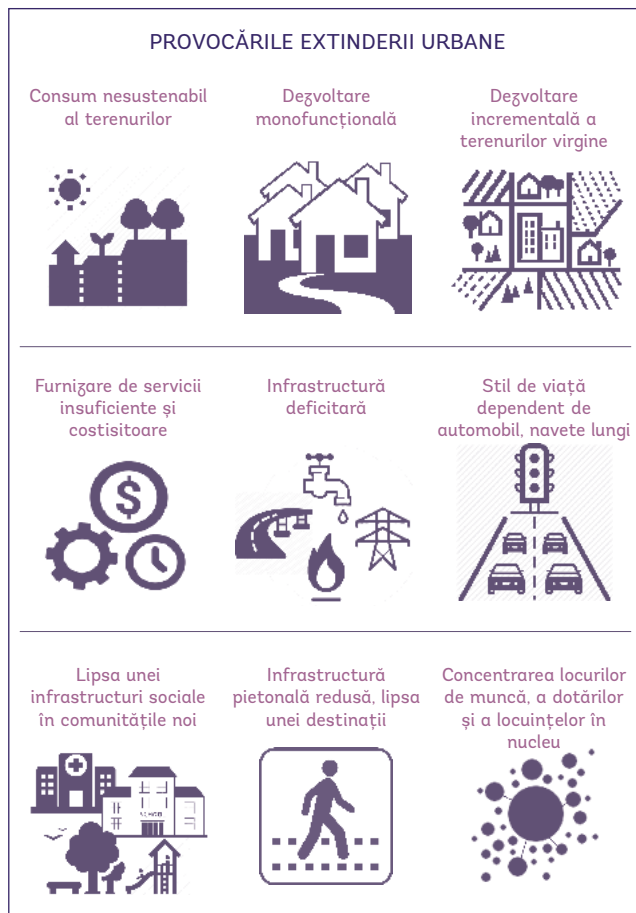 PROVOCĂRILE EXTINDERII URBANE
Consum nesustenabil
al terenurilor
Dezvoltare
monofuncțională
Dezvoltare
incrementală a
terenurilor virgine
Furnizare de servicii
insuficiente și
costisitoare
Infrastructură
deficitară
Stil de viață
dependent de
automobil, navete lungi
$
Lipsa unei
infrastructuri sociale
în comunitățile noi
Infrastructură
pietonală redusă, lipsa
unei destinații
Concentrarea locurilor
de muncă, a dotărilor
și a locuințelor în
nucleu